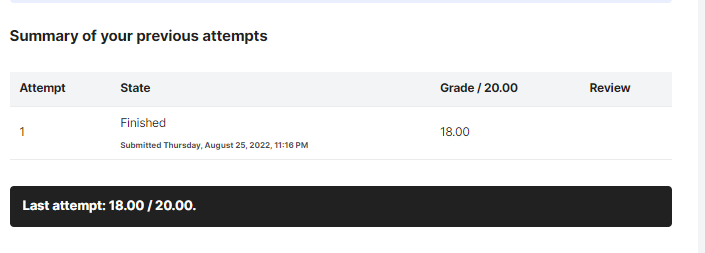 Summary of your previous attempts
Attempt State Grade / 20.00 Review
1 Finished 18.00
Submitted Thursday, August 25, 2022, 11:16 PM
Last attempt: 18.00 / 20.00.